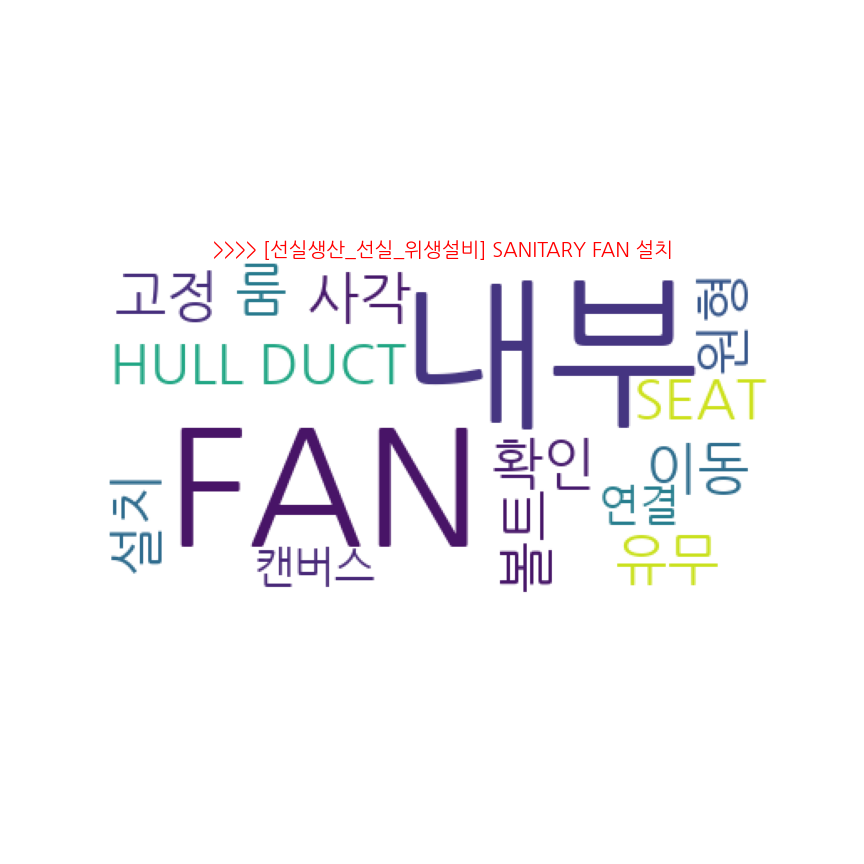 >>>> [선실생산_선실_위생설비] SANITARY FAN 설치
고정
룸
사각
내부
원형
HULL DUCT
SEAT
FAN
확인
이동
설치
연결
볼트
캔버스
유무